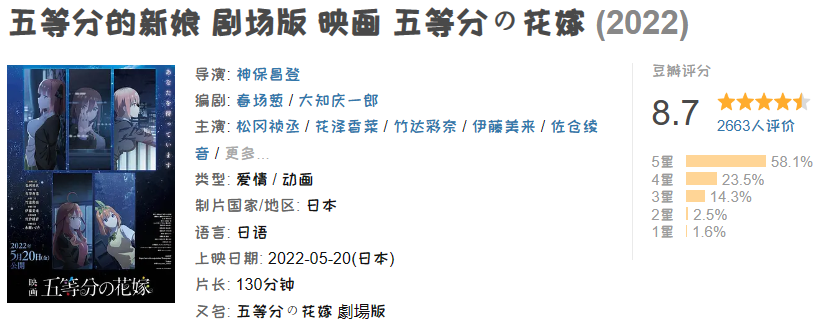 五等分的新娘 剧场版 映画 五等分の花嫁 (2022)
豆瓣评分
8.7
2663人评价
5星 58.1%
4星 23.5%
3星 14.3%
2星 2.5%
1星 1.6%
导演: 神保昌登
编剧: 春场葱 / 大知庆一郎
主演: 松冈祯丞 / 花泽香菜 / 竹达彩奈 / 伊藤美来 / 佐仓绫
音 / 更多...
类型: 爱情 / 动画
制片国家/地区: 日本
语言: 日语
上映日期: 2022-05-20(日本)
片长: 130分钟
又名: 五等分の花嫁 劇場版
あなたを待っています
2022年
5月20日
公開
映画 五等分の花嫁